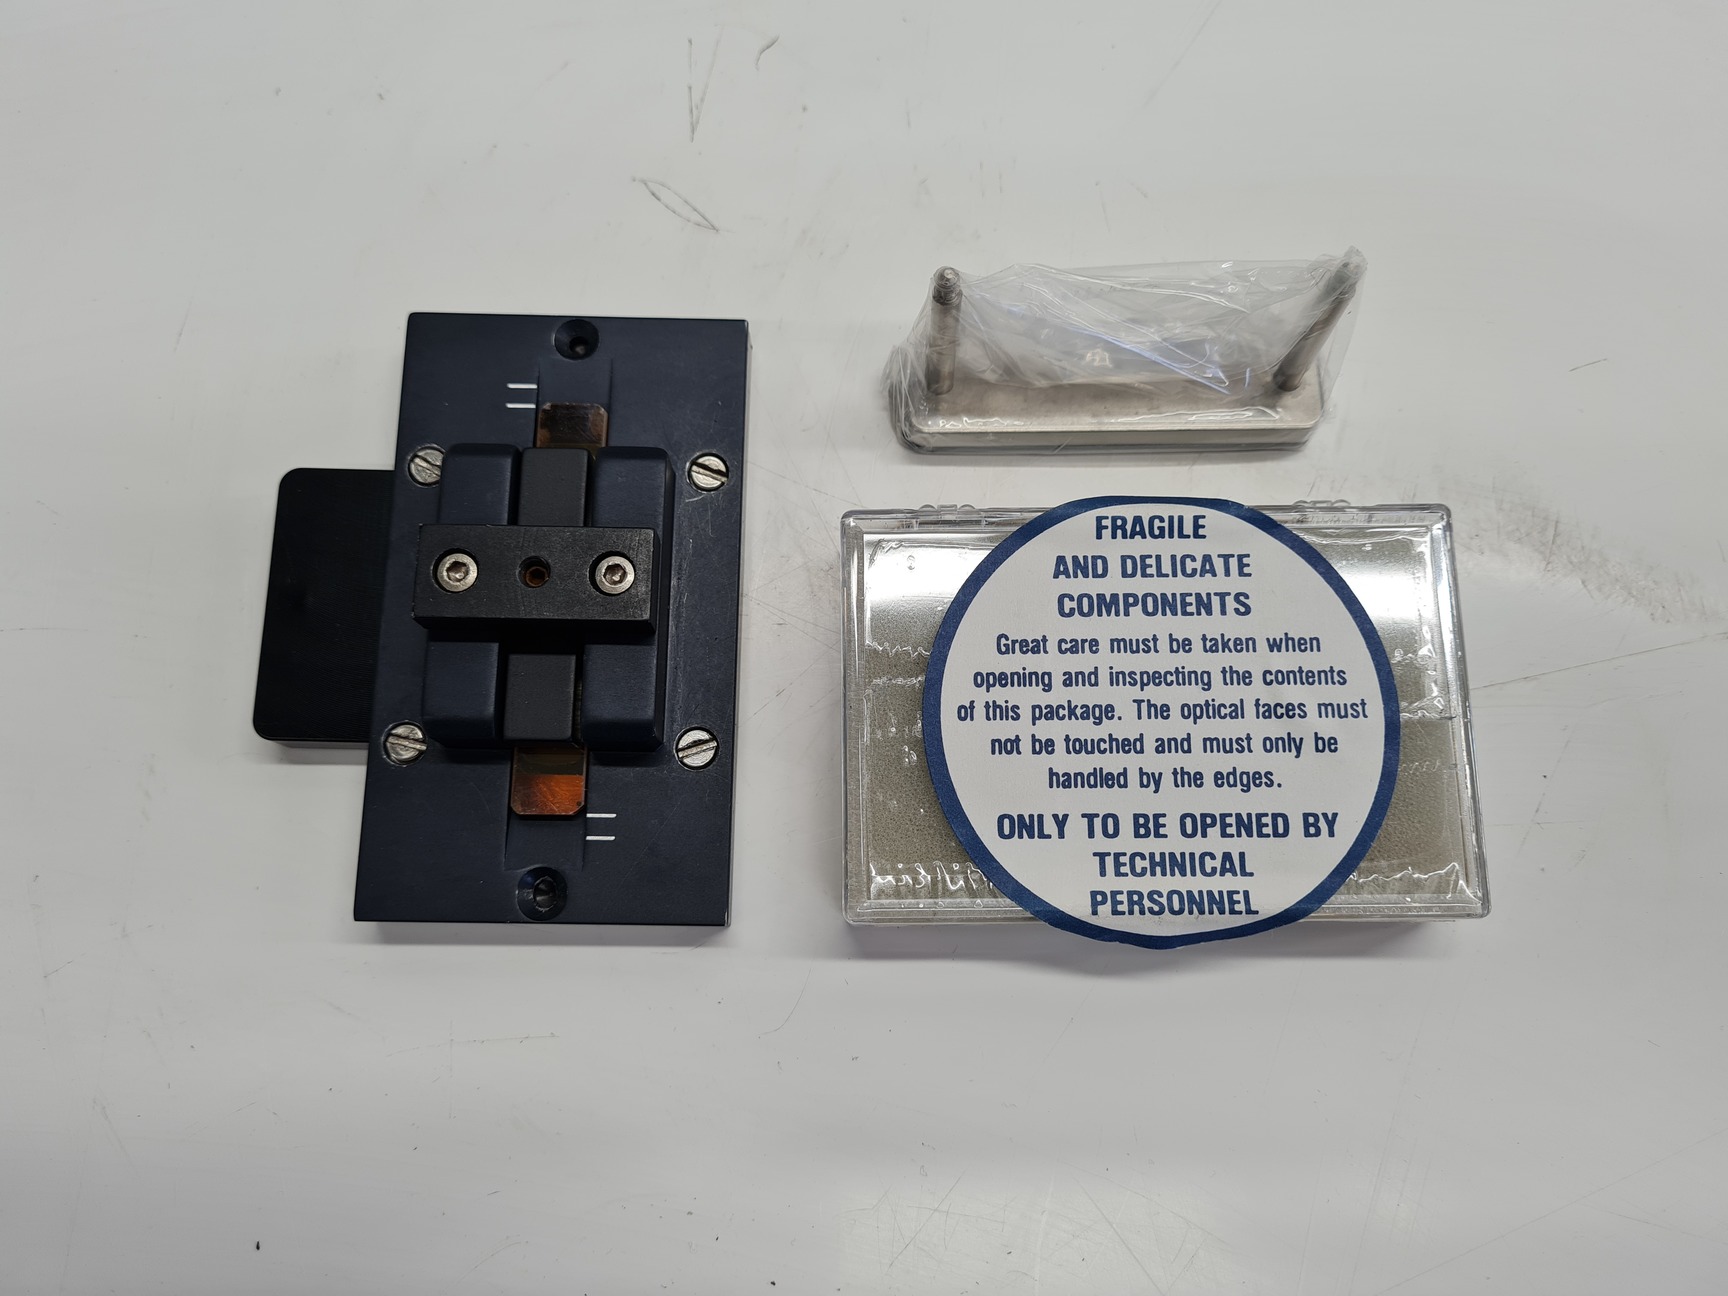 FRAGILE
AND DELICATE
COMPONENTS
Great care must be taken when
opening and inspecting the contents
of this package. The optical faces must
not be touched and must only be
handled by the edges.
ONLY TO BE OPENED BY
TECHNICAL
PERSONNEL